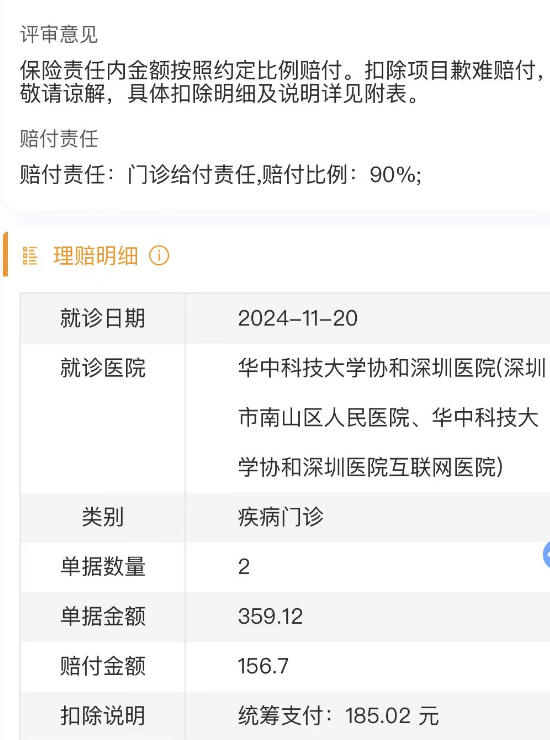 评审意见
保险责任内金额按照约定比例赔付。扣除项目歉难赔付，
敬请谅解，具体扣除明细及说明详见附表。
赔付责任
赔付责任：门诊给付责任,赔付比例：90%;
理赔明细
就诊日期 2024-11-20
就诊医院 华中科技大学协和深圳医院(深圳
市南山区人民医院、华中科技大
学协和深圳医院互联网医院)
类别 疾病门诊
单据数量 2
单据金额 359.12
赔付金额 156.7
扣除说明 统筹支付：185.02 元